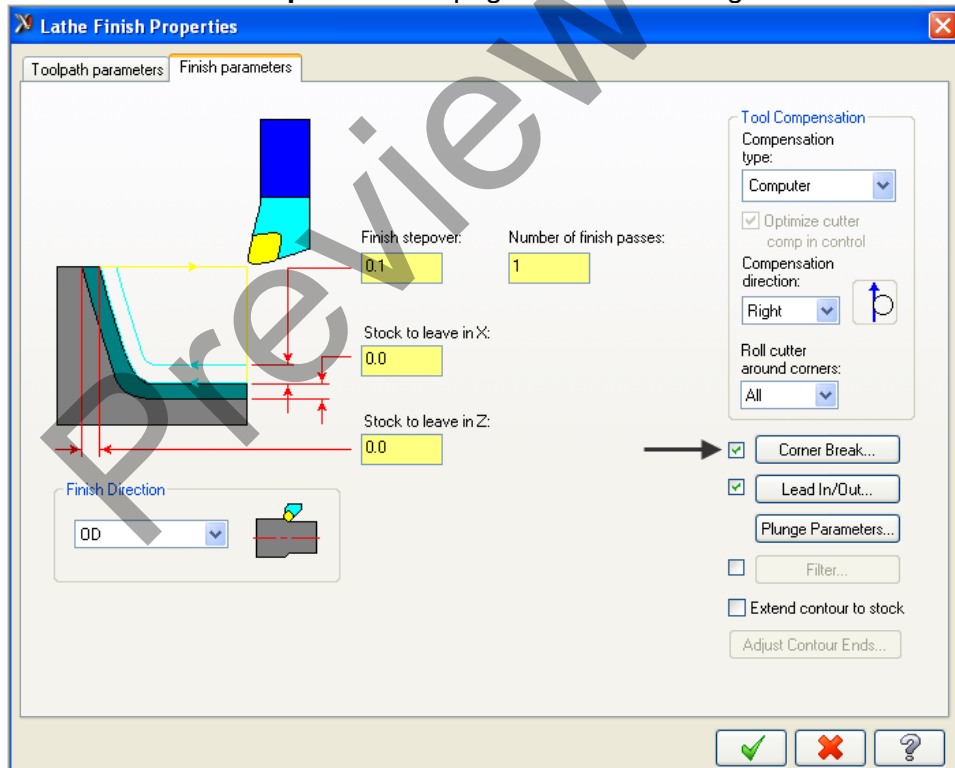 Lathe Finish Properties
Toolpath parameters
Finish parameters
Finish stepover:
0.1
Number of finish passes:
1
Stock to leave in X:
0.0
Stock to leave in Z:
0.0
Finish Direction
OD
Tool Compensation
Compensation
type:
Computer
Optimize cutter
comp in control
Compensation
direction:
Right
Roll cutter
around corners:
All
Corner Break...
Lead In/Out...
Plunge Parameters...
Filter...
Extend contour to stock
Adjust Contour Ends...
Preview